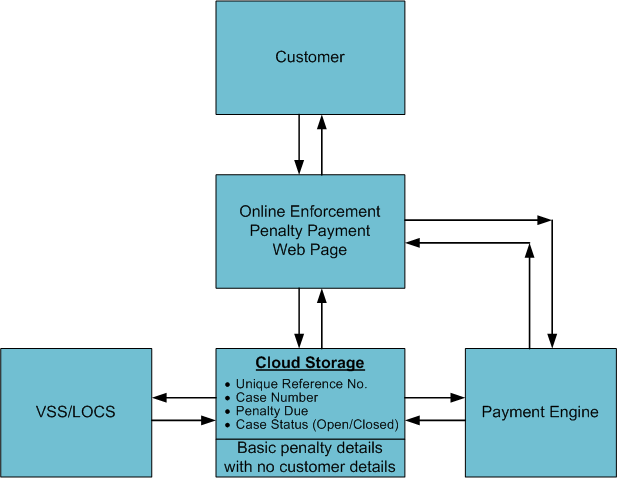 Customer
Online Enforcement
Penalty Payment
Web Page
Cloud Storage
• Unique Reference No.
• Case Number
• Penalty Due
• Case Status (Open/Closed)
Basic penalty details
with no customer details
VSS/LOCS
Payment Engine